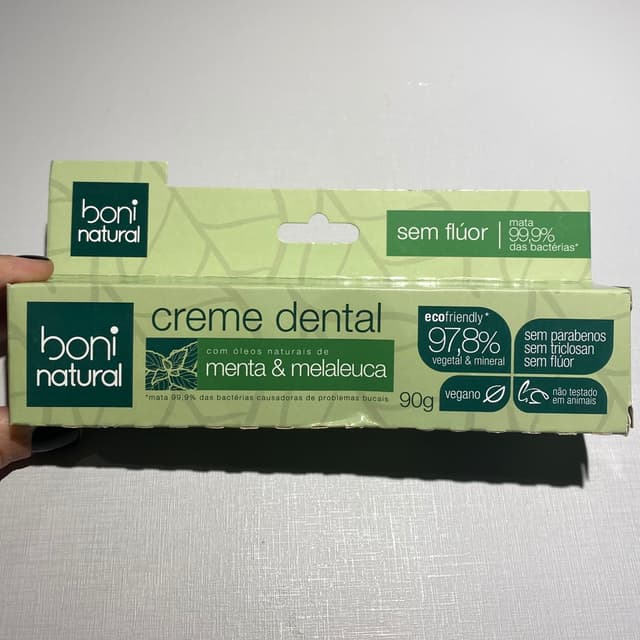 boni
natural
sem flúor
mata
99,9%
das bactérias*
boni
natural
creme dental
com óleos naturais de
menta & melaleuca
*mata 99,9% das bactérias causadoras de problemas bucais
90g
ecofriendly*
97,8%
vegetal & mineral
sem parabenos
sem triclosan
sem flúor
vegano
não testado
em animais